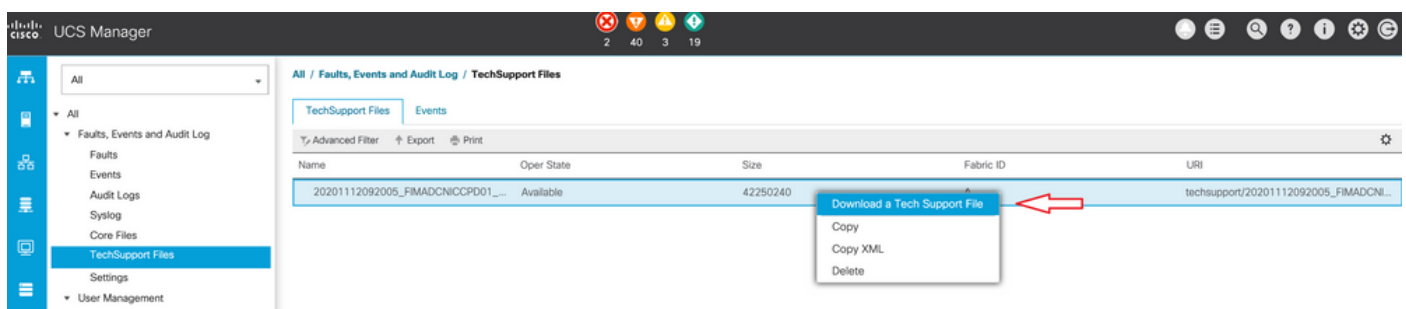 cisco UCS Manager
2 40 3 19
All
All / Faults, Events and Audit Log / TechSupport Files
All
Faults, Events and Audit Log
Faults
Events
Audit Logs
Syslog
Core Files
TechSupport Files
Settings
User Management
TechSupport Files Events
Advanced Filter Export Print
Name Oper State Size Fabric ID URI
20201112092005_FIMADCNICCPD01_... Available 42250240 techsupport/20201112092005_FIMADCNI...
Download a Tech Support File
Copy
Copy XML
Delete